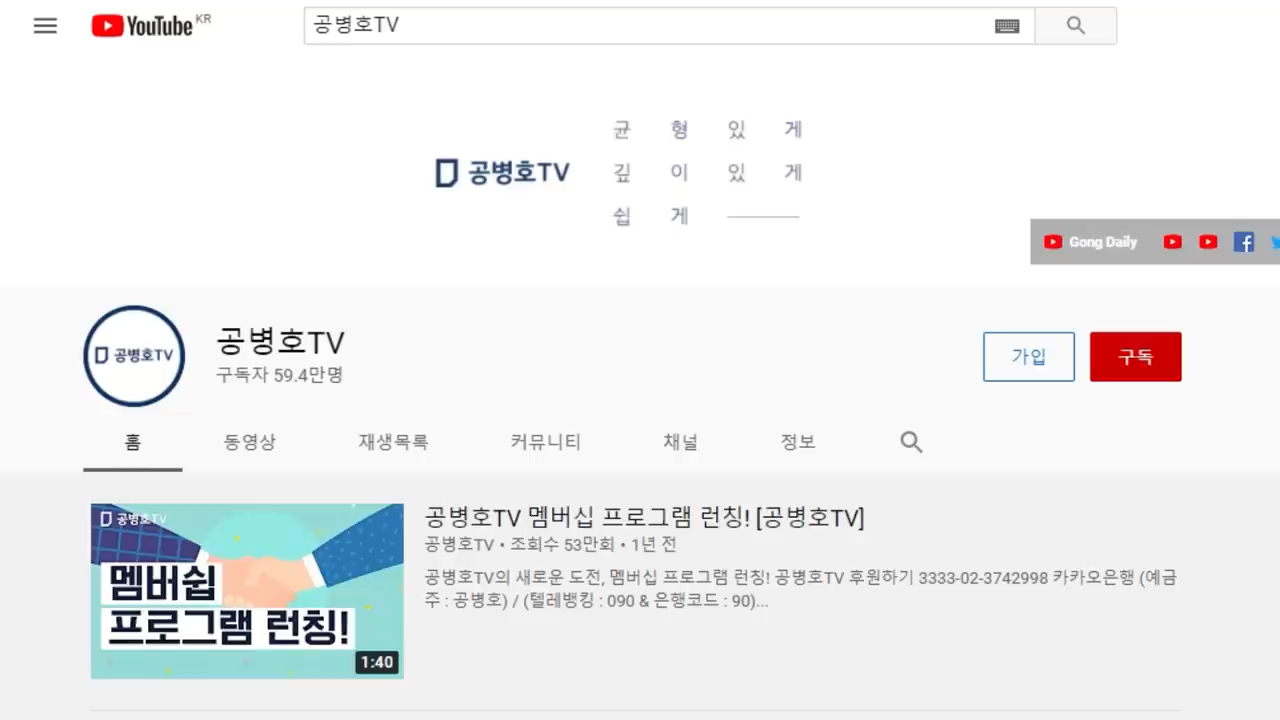 YouTube KR
공병호TV
균 형 있 게
공병호TV
깊 이 있 게
쉽 게
Gong Daily
공병호TV
공병호TV
구독자 59.4만명
가입
구독
홈
동영상
재생목록
커뮤니티
채널
정보
공병호TV
멤버쉽
프로그램 런칭!
1:40
공병호TV 멤버십 프로그램 런칭! [공병호TV]
공병호TV • 조회수 53만회 • 1년 전
공병호TV의 새로운 도전, 멤버십 프로그램 런칭! 공병호TV 후원하기 3333-02-3742998 카카오은행 (예금
주 : 공병호) / (텔레뱅킹 : 090 & 은행코드 : 90)...